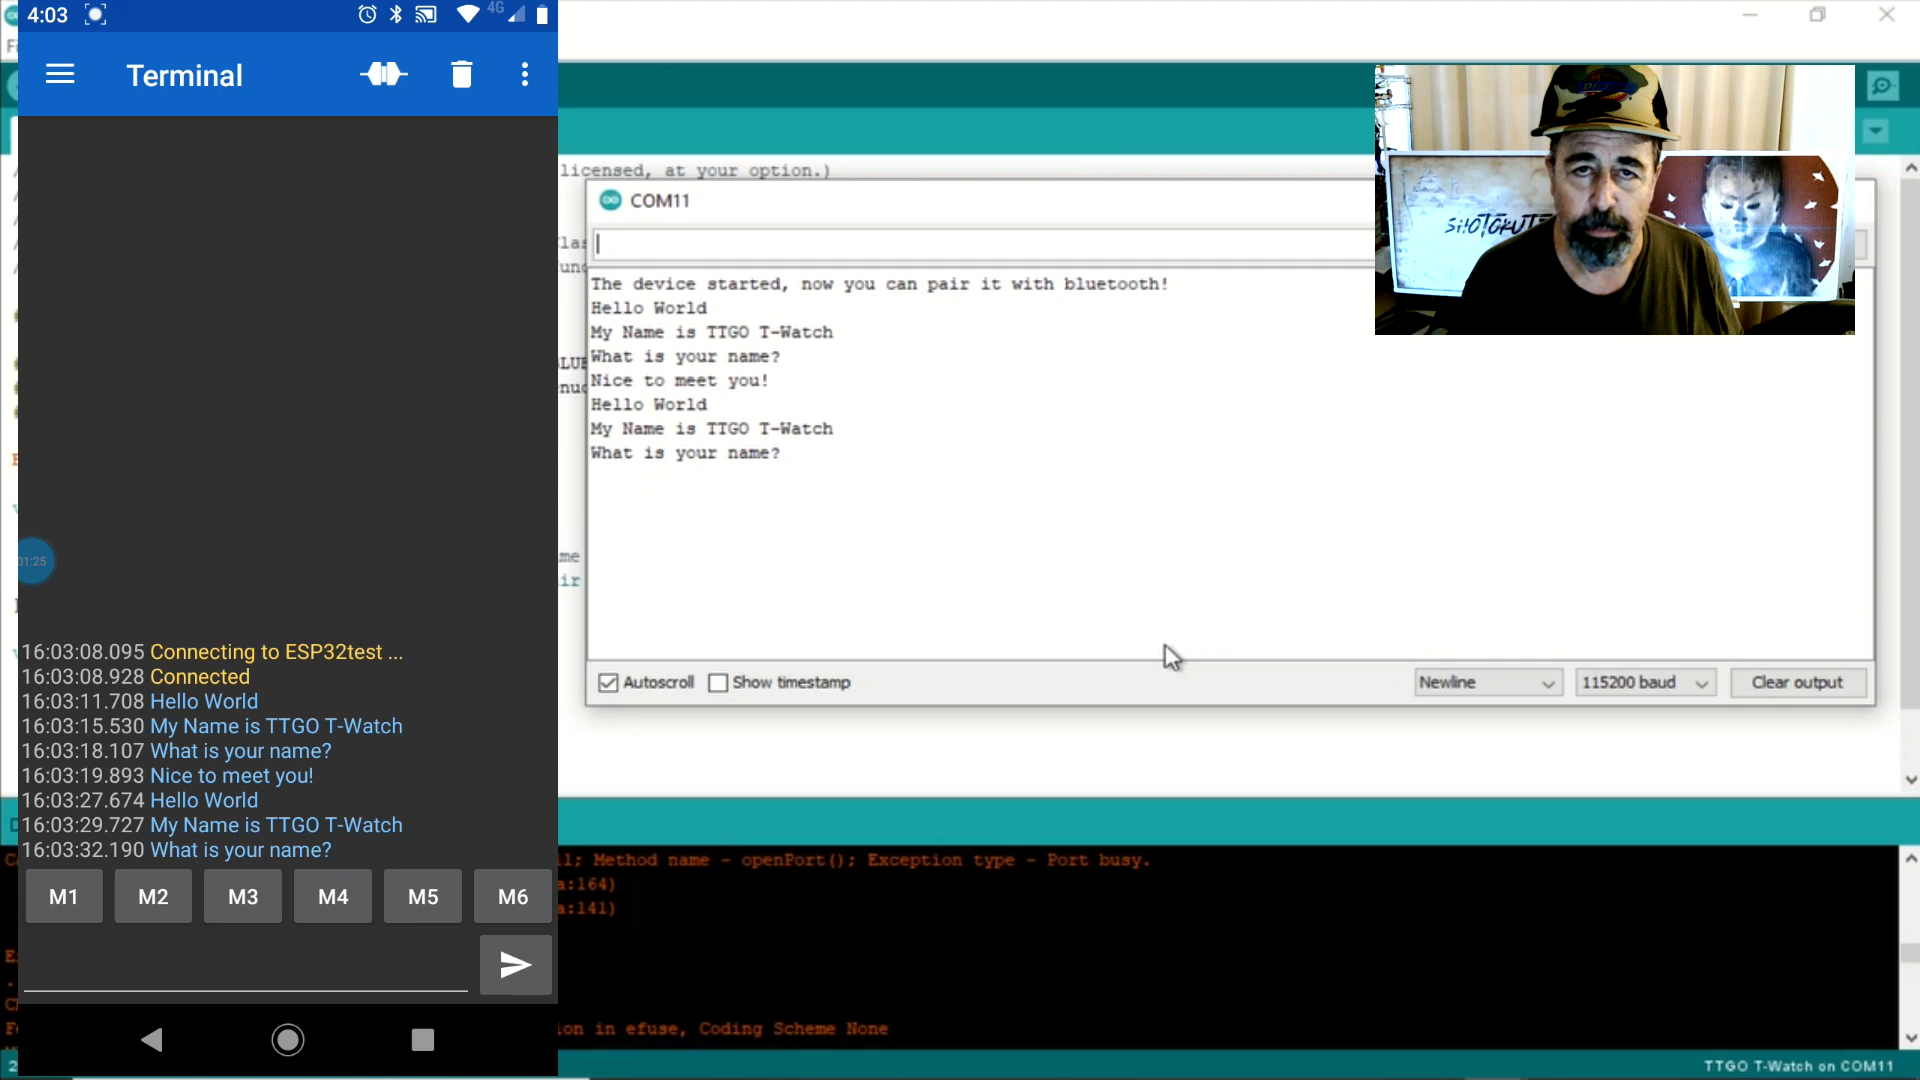 4:03
4G
Terminal
01:25
16:03:08.095 Connecting to ESP32test ...
16:03:08.928 Connected
16:03:11.708 Hello World
16:03:15.530 My Name is TTGO T-Watch
16:03:18.107 What is your name?
16:03:19.893 Nice to meet you!
16:03:27.674 Hello World
16:03:29.727 My Name is TTGO T-Watch
16:03:32.190 What is your name?
M1 M2 M3 M4 M5 M6
licensed, at your option.)
COM11
The device started, now you can pair it with bluetooth!
Hello World
My Name is TTGO T-Watch
What is your name?
Nice to meet you!
Hello World
My Name is TTGO T-Watch
What is your name?
Autoscroll Show timestamp Newline 115200 baud Clear output
; Method name - openPort(); Exception type - Port busy.
a:164)
a:141)
ion in efuse, Coding Scheme None
TTGO T-Watch on COM11